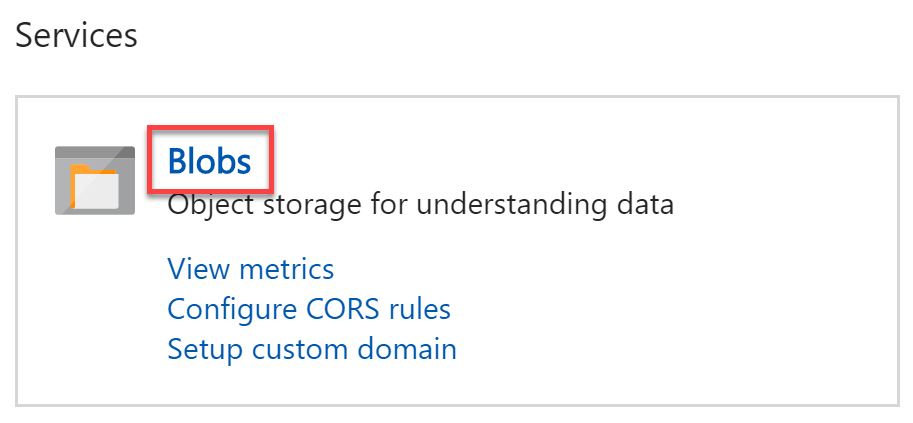 Services
Blobs
Object storage for understanding data
View metrics
Configure CORS rules
Setup custom domain